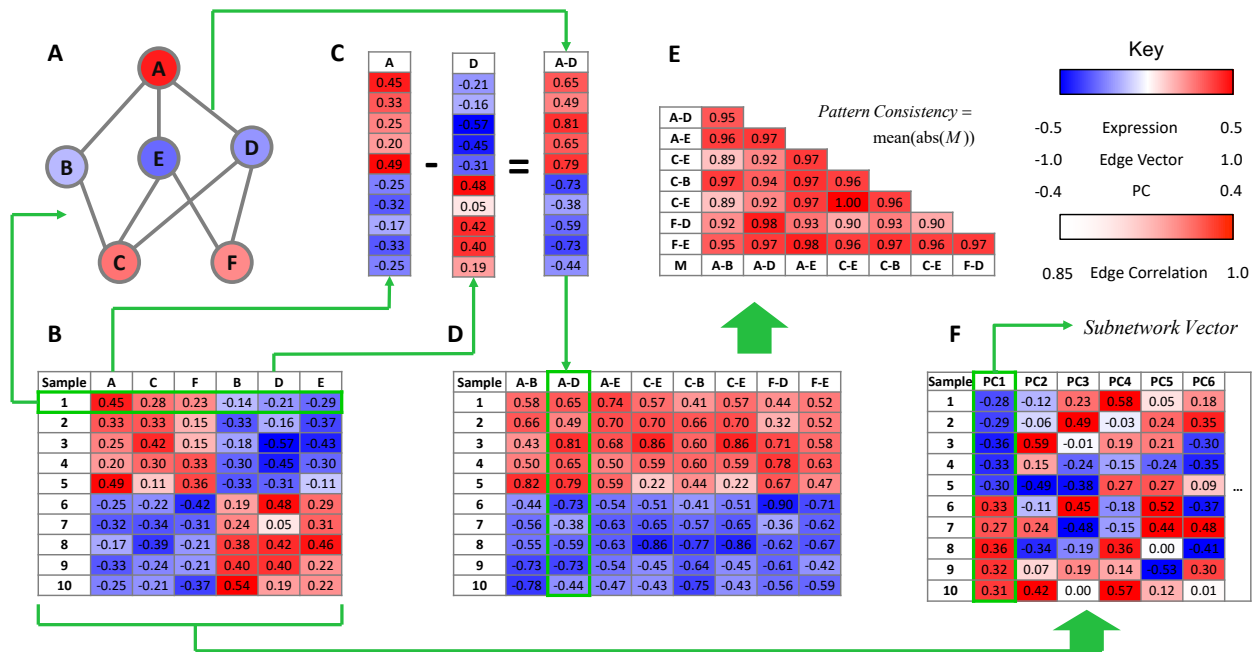 A
A
B
E
D
C
F
C
A
0.45
0.33
0.25
0.20
0.49
-0.25
-0.32
-0.17
-0.33
-0.25
-
D
-0.21
-0.16
-0.57
-0.45
-0.31
0.48
0.05
0.42
0.40
0.19
=
A-D
0.65
0.49
0.81
0.65
0.79
-0.73
-0.38
-0.59
-0.73
-0.44
E
Pattern Consistency =
mean(abs(M))
A-D 0.95
A-E 0.96 0.97
C-E 0.89 0.92 0.97
C-B 0.97 0.94 0.97 0.96
C-E 0.89 0.92 0.97 1.00 0.96
F-D 0.92 0.98 0.93 0.90 0.93 0.90
F-E 0.95 0.97 0.98 0.96 0.97 0.96 0.97
M A-B A-D A-E C-E C-B C-E F-D
Key
-0.5 Expression 0.5
-1.0 Edge Vector 1.0
-0.4 PC 0.4
0.85 Edge Correlation 1.0
B
Sample A C F B D E
1 0.45 0.28 0.23 -0.14 -0.21 -0.29
2 0.33 0.33 0.15 -0.33 -0.16 -0.37
3 0.25 0.42 0.15 -0.18 -0.57 -0.43
4 0.20 0.30 0.33 -0.30 -0.45 -0.30
5 0.49 0.11 0.36 -0.33 -0.31 -0.11
6 -0.25 -0.22 -0.42 0.19 0.48 0.29
7 -0.32 -0.34 -0.31 0.24 0.05 0.31
8 -0.17 -0.39 -0.21 0.38 0.42 0.46
9 -0.33 -0.24 -0.21 0.40 0.40 0.22
10 -0.25 -0.21 -0.37 0.54 0.19 0.22
D
Sample A-B A-D A-E C-E C-B C-E F-D F-E
1 0.58 0.65 0.74 0.57 0.41 0.57 0.44 0.52
2 0.66 0.49 0.70 0.70 0.66 0.70 0.32 0.52
3 0.43 0.81 0.68 0.86 0.60 0.86 0.71 0.58
4 0.50 0.65 0.50 0.59 0.60 0.59 0.78 0.63
5 0.82 0.79 0.59 0.22 0.44 0.22 0.67 0.47
6 -0.44 -0.73 -0.54 -0.51 -0.41 -0.51 -0.90 -0.71
7 -0.56 -0.38 -0.63 -0.65 -0.57 -0.65 -0.36 -0.62
8 -0.55 -0.59 -0.63 -0.86 -0.77 -0.86 -0.62 -0.67
9 -0.73 -0.73 -0.54 -0.45 -0.64 -0.45 -0.61 -0.42
10 -0.78 -0.44 -0.47 -0.43 -0.75 -0.43 -0.56 -0.59
F
Subnetwork Vector
Sample PC1 PC2 PC3 PC4 PC5 PC6
1 -0.28 -0.12 0.23 0.58 0.05 0.18
2 -0.29 -0.06 0.49 -0.03 0.24 0.35
3 -0.36 0.59 -0.01 0.19 0.21 -0.30
4 -0.33 0.15 -0.24 -0.15 -0.24 -0.35
5 -0.30 -0.49 -0.38 0.27 0.27 0.09
6 0.33 -0.11 0.45 -0.18 0.52 -0.37
7 0.27 0.24 -0.48 -0.15 0.44 0.48
8 0.36 -0.34 -0.19 0.36 0.00 -0.41
9 0.32 0.07 0.19 0.14 -0.53 0.30
10 0.31 0.42 0.00 0.57 0.12 0.01
...